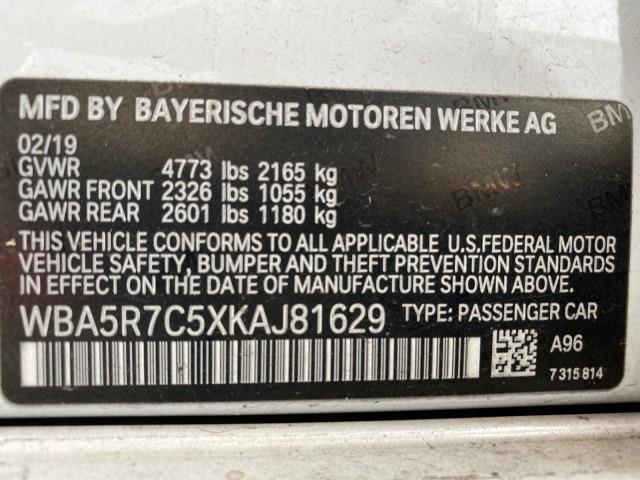 MFD BY BAYERISCHE MOTOREN WERKE AG
02/19
GVWR 4773 lbs 2165 kg
GAWR FRONT 2326 lbs 1055 kg
GAWR REAR 2601 lbs 1180 kg
THIS VEHICLE CONFORMS TO ALL APPLICABLE U.S.FEDERAL MOTOR
VEHICLE SAFETY, BUMPER AND THEFT PREVENTION STANDARDS
IN EFFECT ON THE DATE OF MANUFACTURE SHOWN ABOVE.
WBA5R7C5XKAJ81629 TYPE: PASSENGER CAR
A96
7 315 814
BMW
BMW
BMW